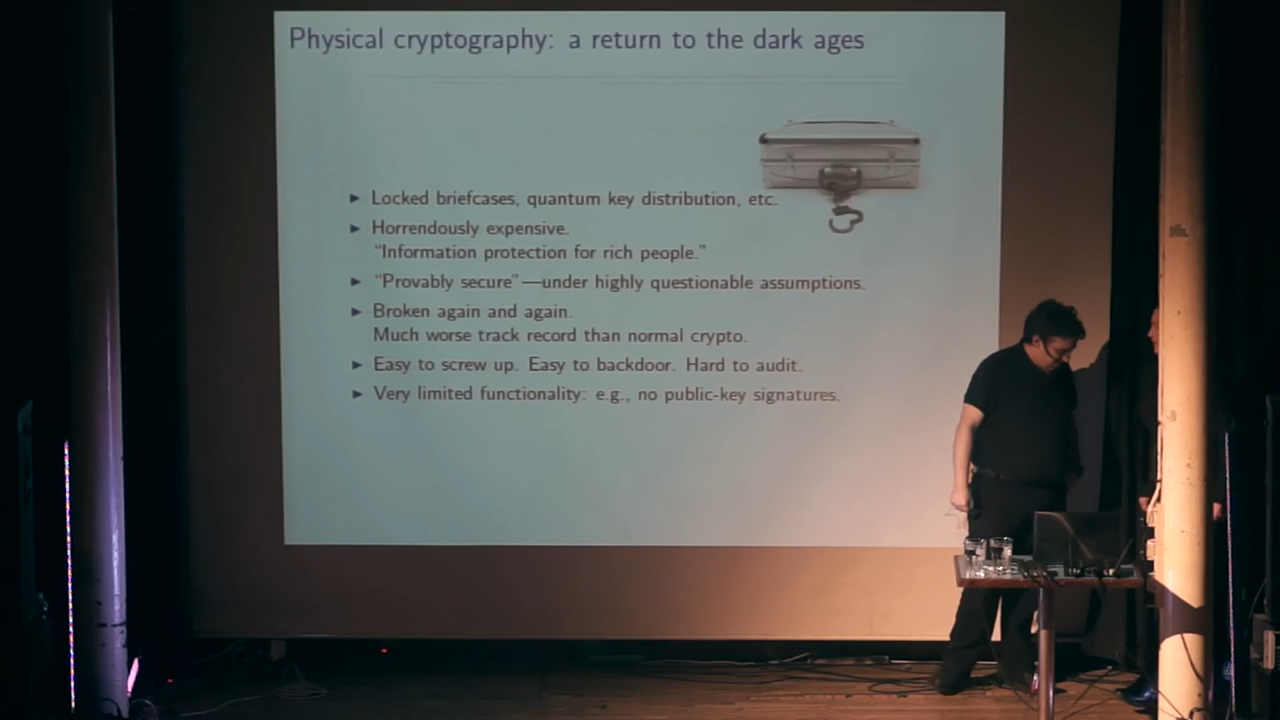 Physical cryptography: a return to the dark ages
► Locked briefcases, quantum key distribution, etc.
► Horrendously expensive.
“Information protection for rich people.”
► “Provably secure”—under highly questionable assumptions.
► Broken again and again.
Much worse track record than normal crypto.
► Easy to screw up. Easy to backdoor. Hard to audit.
► Very limited functionality: e.g., no public-key signatures.